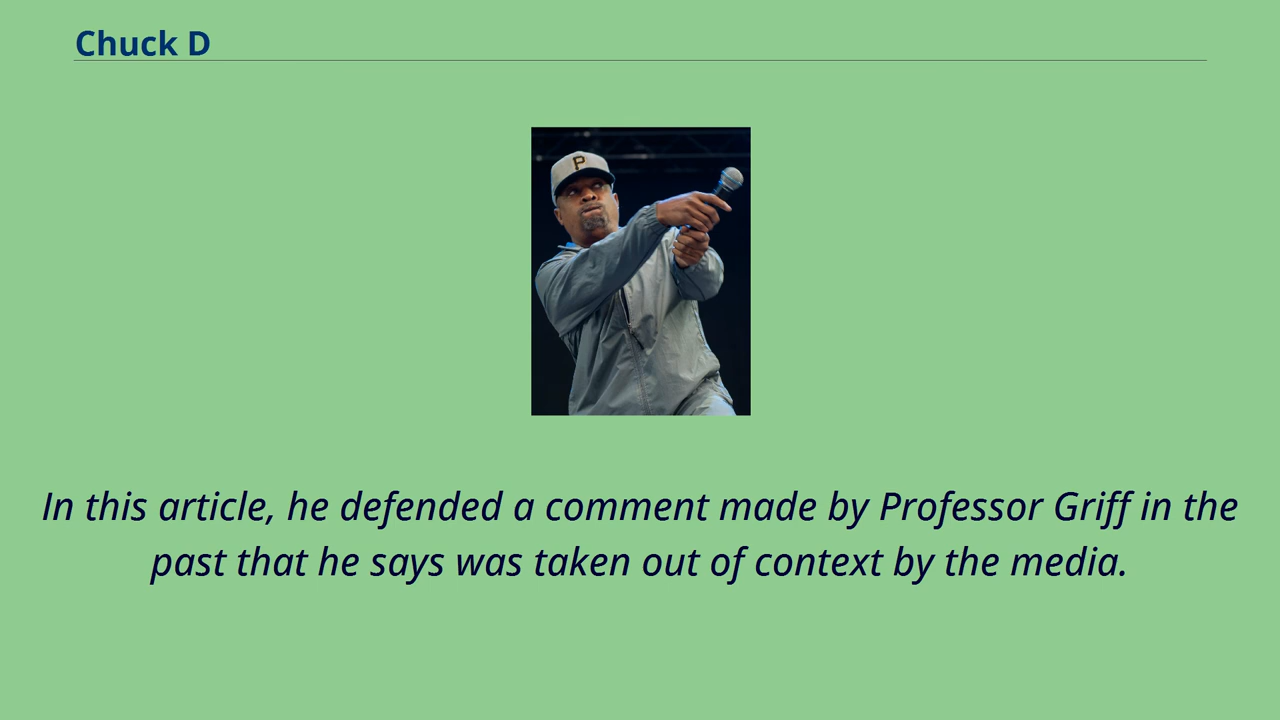 Chuck D
P
In this article, he defended a comment made by Professor Griff in the
past that he says was taken out of context by the media.